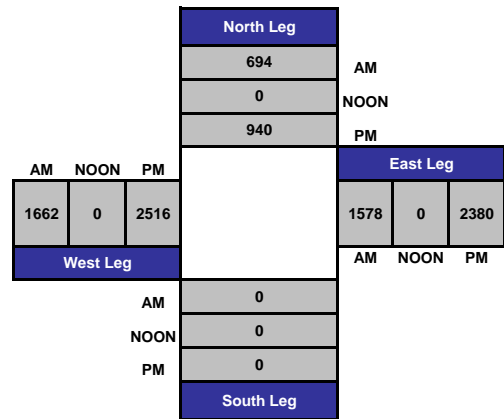 North Leg
694 AM
0 NOON
940 PM
AM NOON PM East Leg
1662 0 2516 1578 0 2380
West Leg AM NOON PM
AM 0
NOON 0
PM 0
South Leg